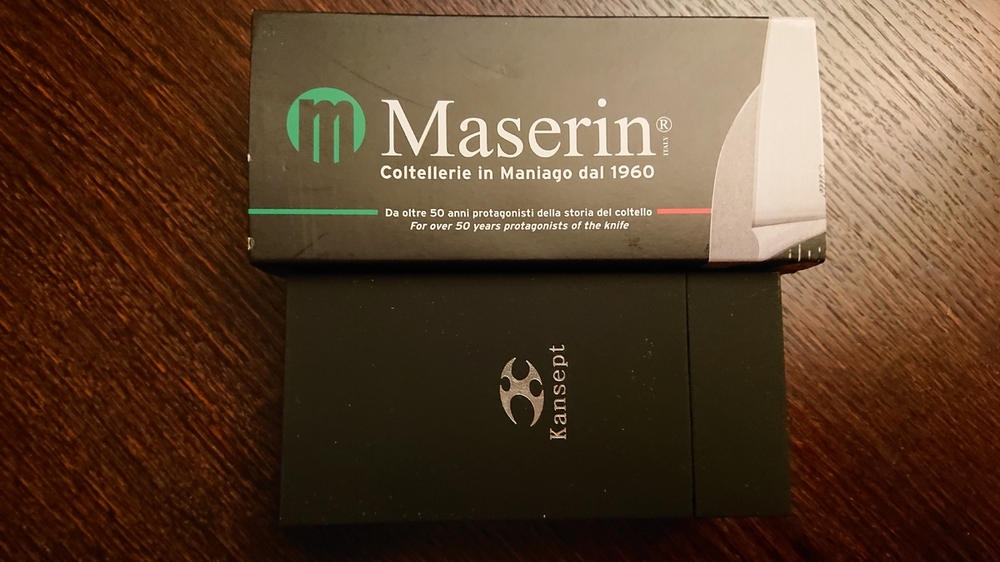 m Maserin®
ITALY
Coltellerie in Maniago dal 1960
Da oltre 50 anni protagonisti della storia del coltello
For over 50 years protagonists of the knife
Kansept